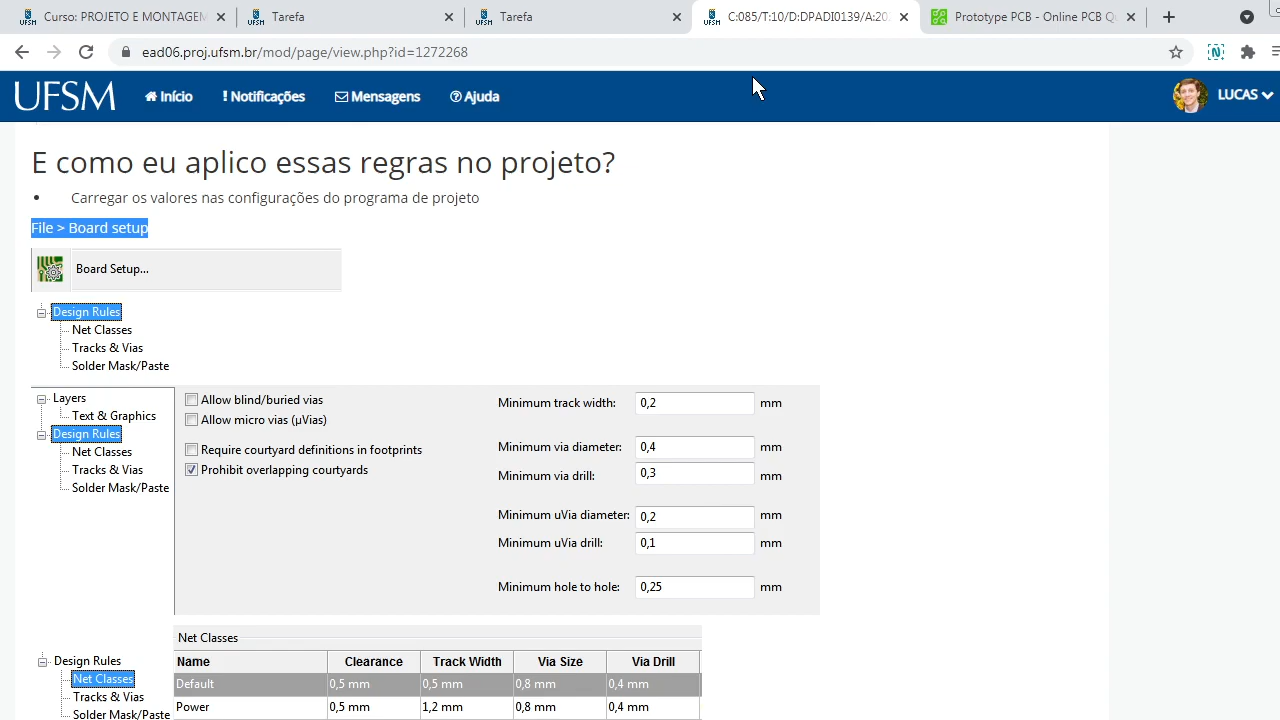 Curso: PROJETO E MONTAGEM
Tarefa
Tarefa
C:085/T:10/D:DPADI0139/A:202
Prototype PCB - Online PCB Qu
ead06.proj.ufsm.br/mod/page/view.php?id=1272268
UFSM
Início
! Notificações
Mensagens
Ajuda
LUCAS
E como eu aplico essas regras no projeto?
• Carregar os valores nas configurações do programa de projeto
File > Board setup
Board Setup...
Design Rules
Net Classes
Tracks & Vias
Solder Mask/Paste
Layers
Text & Graphics
Design Rules
Net Classes
Tracks & Vias
Solder Mask/Paste
Allow blind/buried vias
Allow micro vias (µVias)
Require courtyard definitions in footprints
Prohibit overlapping courtyards
Minimum track width: 0,2 mm
Minimum via diameter: 0,4 mm
Minimum via drill: 0,3 mm
Minimum uVia diameter: 0,2 mm
Minimum uVia drill: 0,1 mm
Minimum hole to hole: 0,25 mm
Design Rules
Net Classes
Tracks & Vias
Solder Mask/Paste
Net Classes
Name Clearance Track Width Via Size Via Drill
Default 0,5 mm 0,5 mm 0,8 mm 0,4 mm
Power 0,5 mm 1,2 mm 0,8 mm 0,4 mm